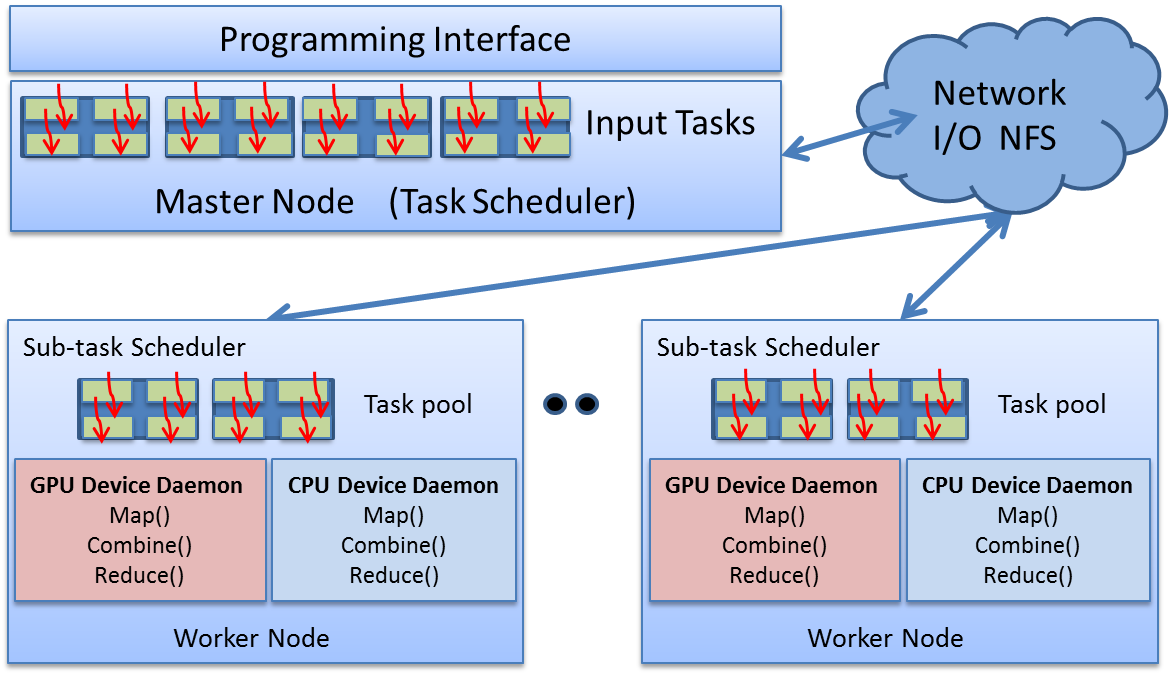 Programming Interface
Input Tasks
Master Node (Task Scheduler)
Network
I/O NFS
Sub-task Scheduler
Task pool
GPU Device Daemon
Map()
Combine()
Reduce()
CPU Device Daemon
Map()
Combine()
Reduce()
Worker Node
Sub-task Scheduler
Task pool
GPU Device Daemon
Map()
Combine()
Reduce()
CPU Device Daemon
Map()
Combine()
Reduce()
Worker Node